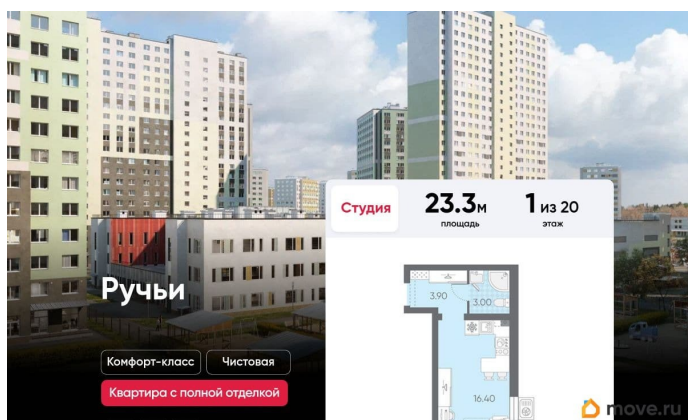 Студия
23.3м
площадь
1 из 20
этаж
Ручьи
3.90
3.00
16.40
Комфорт-класс
Чистовая
Квартира с полной отделкой
move.ru